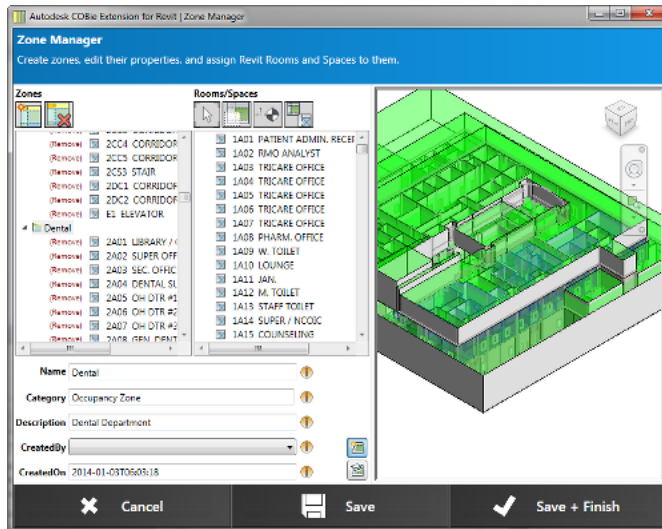 Autodesk COBie Extension for Revit | Zone Manager
Zone Manager
Create zones, edit their properties, and assign Revit Rooms and Spaces to them.
Zones
Rooms/Spaces
(Remove) 2CC4 CORRIDOR
(Remove) 2CC5 CORRIDOR
(Remove) 2CS3 STAIR
(Remove) 2DC1 CORRIDOR
(Remove) 2DC2 CORRIDOR
(Remove) E1 ELEVATOR
Dental
(Remove) 2A01 LIBRARY /
(Remove) 2A02 SUPER OFF
(Remove) 2A03 SEC. OFFIC
(Remove) 2A04 DENTAL SU
(Remove) 2A05 OH DTR #1
(Remove) 2A06 OH DTR #2
(Remove) 2A07 OH DTR #3
(Remove) 2A08 GEN. DENT
1A01 PATIENT ADMIN. RECEF
1A02 RMO ANALYST
1A03 TRICARE OFFICE
1A04 TRICARE OFFICE
1A05 TRICARE OFFICE
1A06 TRICARE OFFICE
1A07 TRICARE OFFICE
1A08 PHARM. OFFICE
1A09 W. TOILET
1A10 LOUNGE
1A11 JAN.
1A12 M. TOILET
1A13 STAFF TOILET
1A14 SUPER / NCOIC
1A15 COUNSELING
Name Dental
Category Occupancy Zone
Description Dental Department
CreatedBy
CreatedOn 2014-01-03T06:03:18
Cancel
Save
Save + Finish